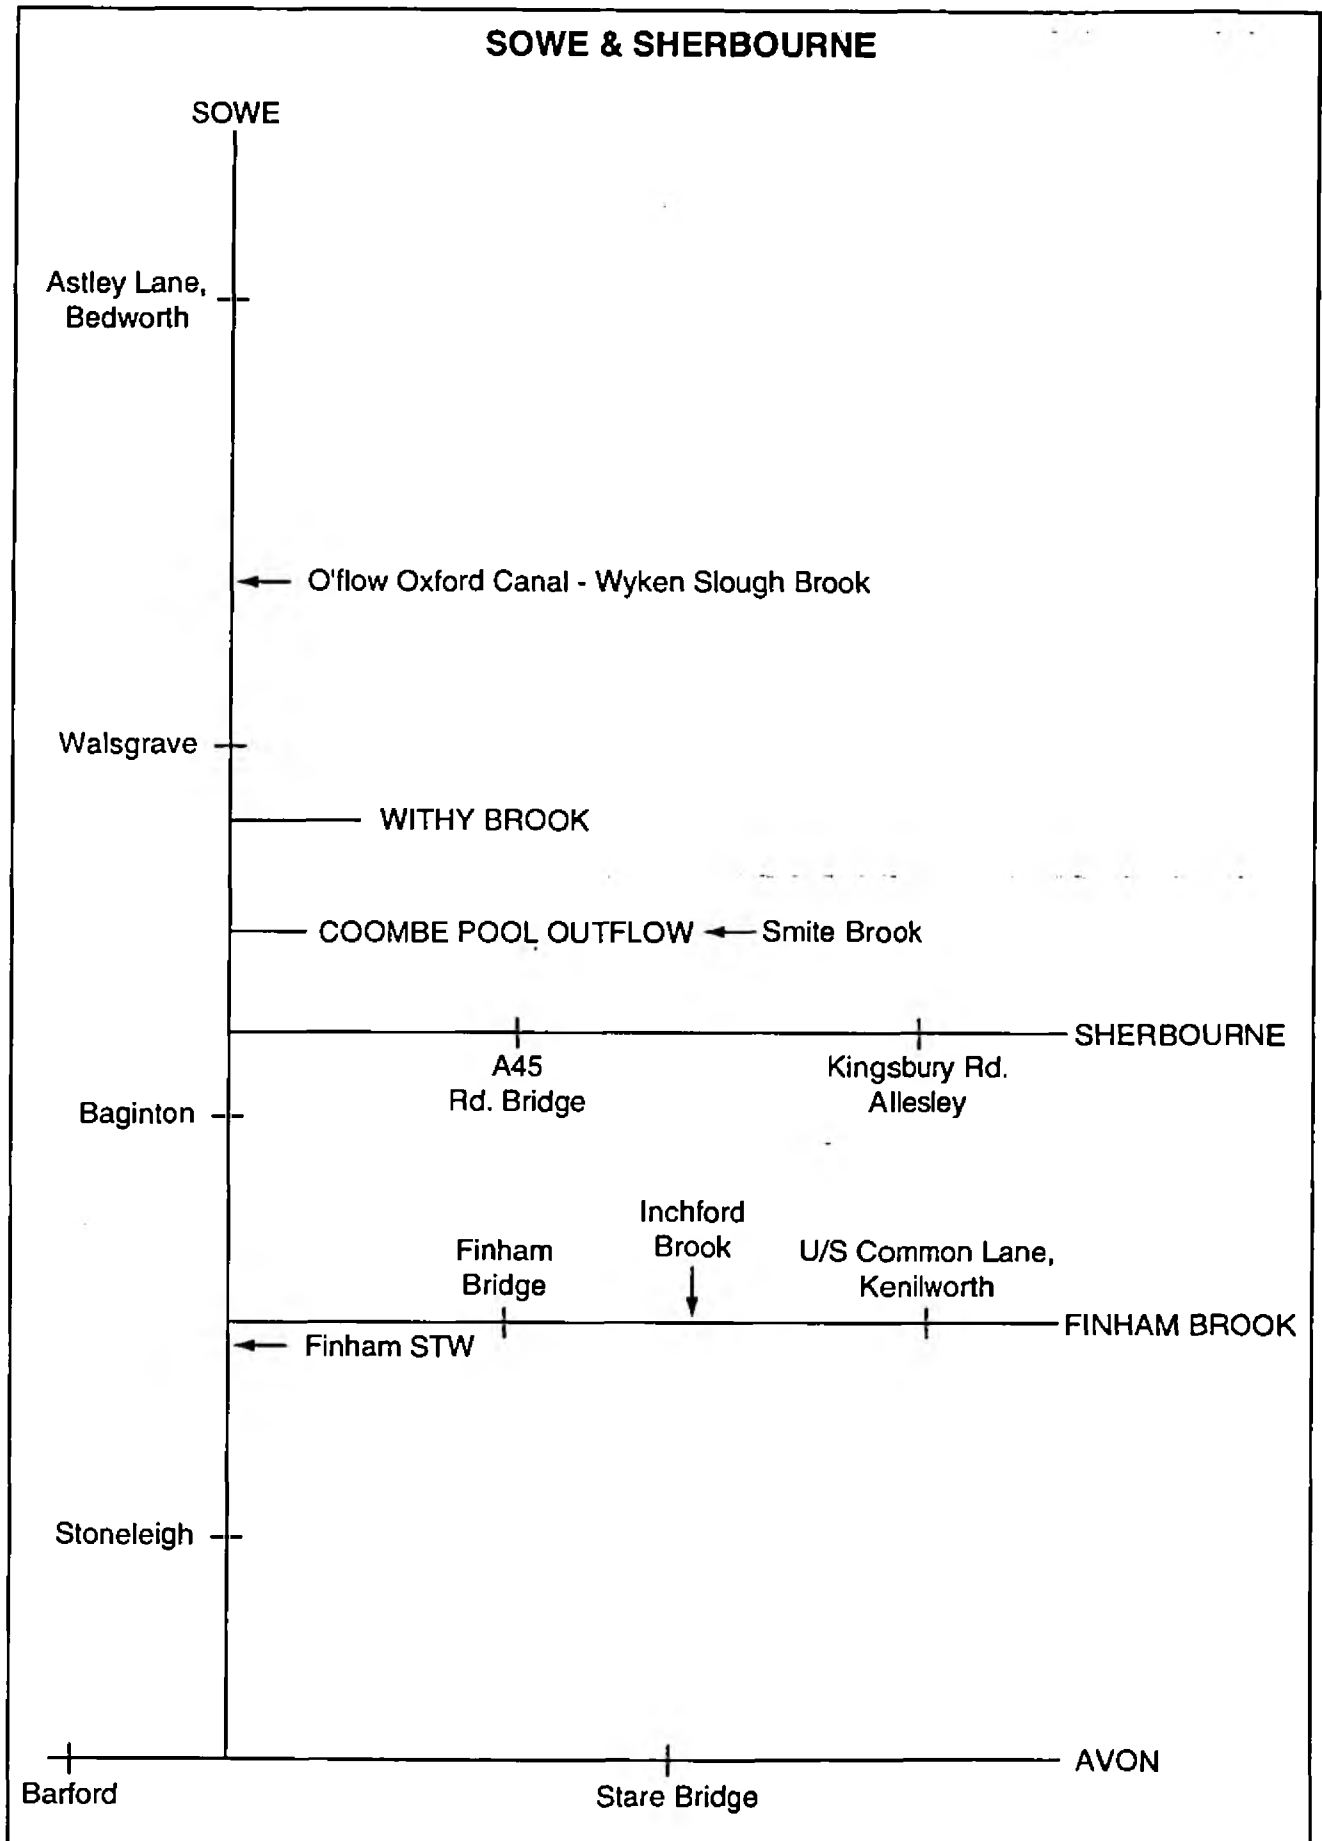 SOWE & SHERBOURNE
SOWE
Astley Lane,
Bedworth
O'flow Oxford Canal - Wyken Slough Brook
Walsgrave
WITHY BROOK
COOMBE POOL OUTFLOW
Smite Brook
SHERBOURNE
A45
Rd. Bridge
Kingsbury Rd.
Allesley
Baginton
Inchford
Brook
Finham
Bridge
U/S Common Lane,
Kenilworth
FINHAM BROOK
Finham STW
Stoneleigh
AVON
Barford
Stare Bridge